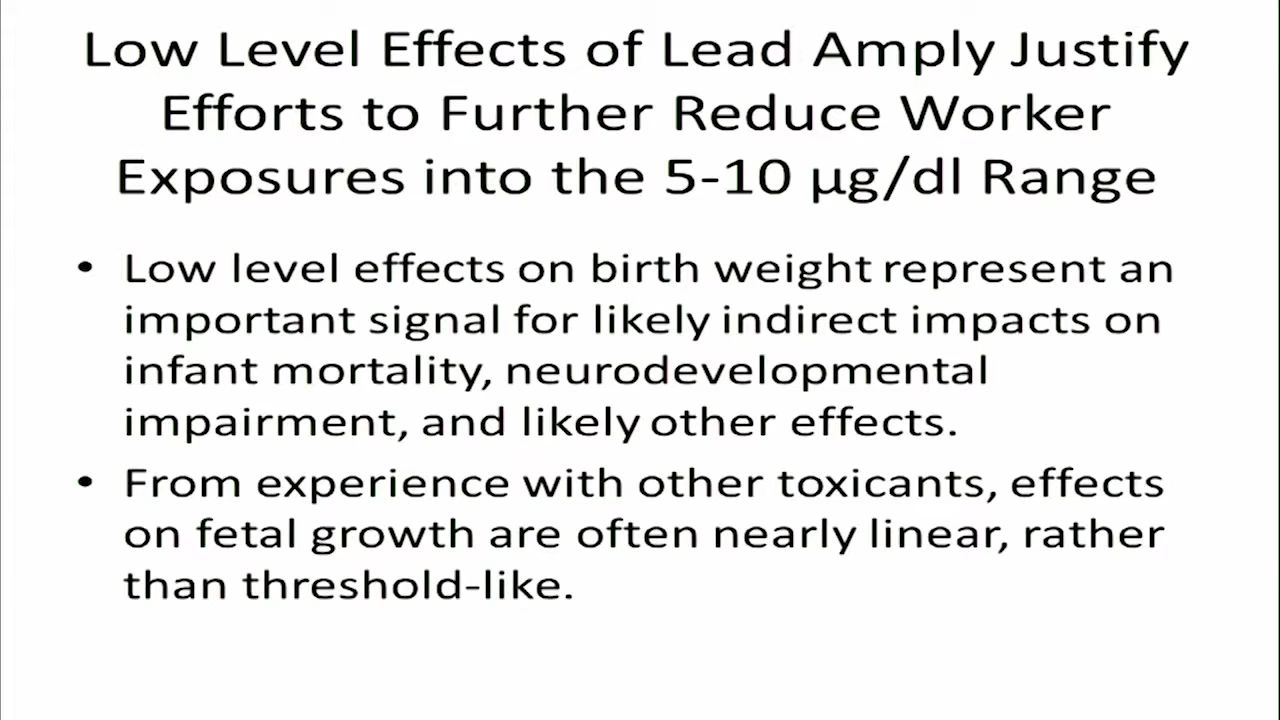 Low Level Effects of Lead Amply Justify
Efforts to Further Reduce Worker
Exposures into the 5-10 µg/dl Range
• Low level effects on birth weight represent an
important signal for likely indirect impacts on
infant mortality, neurodevelopmental
impairment, and likely other effects.
• From experience with other toxicants, effects
on fetal growth are often nearly linear, rather
than threshold-like.